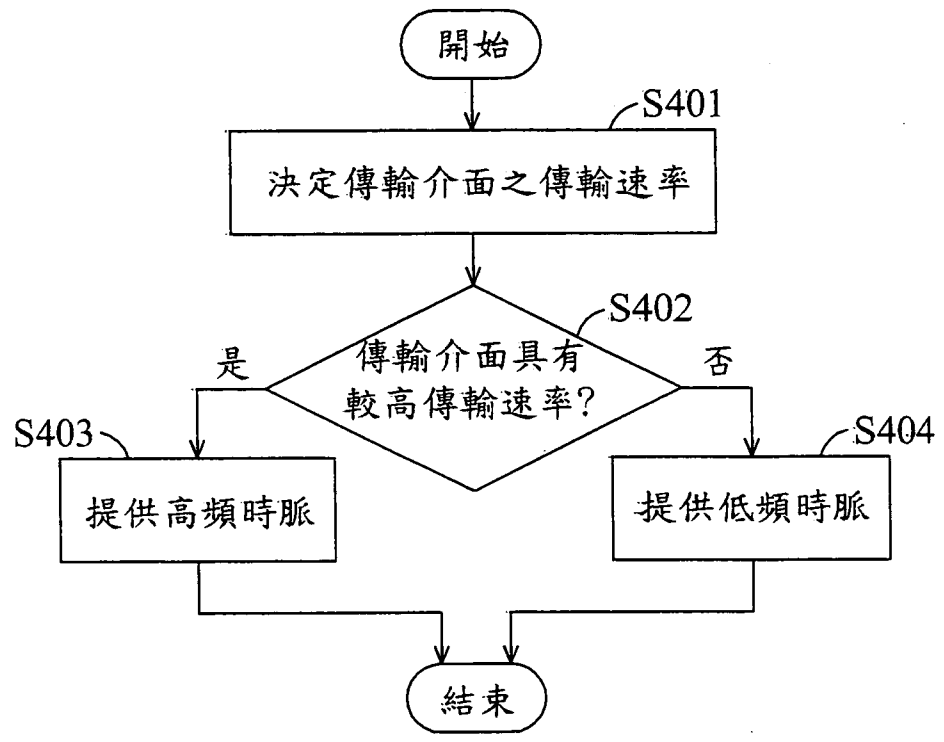 開始
S401
決定傳輸介面之傳輸速率
S402
傳輸介面具有
較高傳輸速率?
是
否
S403
提供高頻時脈
S404
提供低頻時脈
結束